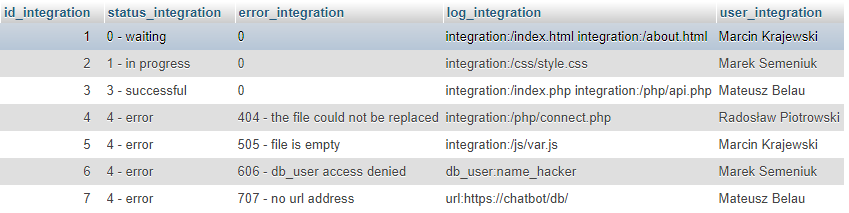 id_integration status_integration error_integration log_integration user_integration
1 0 - waiting 0 integration:/index.html integration:/about.html Marcin Krajewski
2 1 - in progress 0 integration:/css/style.css Marek Semeniuk
3 3 - successful 0 integration:/index.php integration:/php/api.php Mateusz Belau
4 4 - error 404 - the file could not be replaced integration:/php/connect.php Radosław Piotrowski
5 4 - error 505 - file is empty integration:/js/var.js Marcin Krajewski
6 4 - error 606 - db_user access denied db_user:name_hacker Marek Semeniuk
7 4 - error 707 - no url address url:https://chatbot/db/ Mateusz Belau